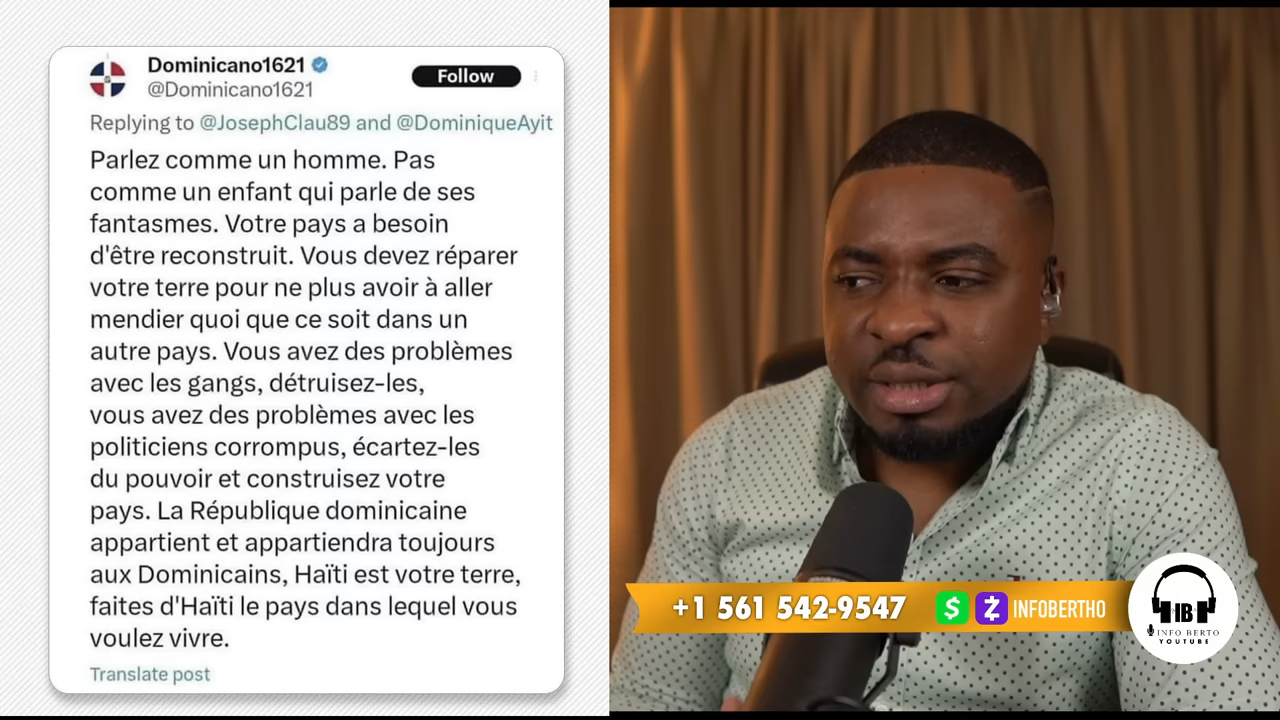 Dominicano1621
@Dominicano1621
Follow
Replying to @JosephClau89 and @DominiqueAyit
Parlez comme un homme. Pas
comme un enfant qui parle de ses
fantasmes. Votre pays a besoin
d'être reconstruit. Vous devez réparer
votre terre pour ne plus avoir à aller
mendier quoi que ce soit dans un
autre pays. Vous avez des problèmes
avec les gangs, détruisez-les,
vous avez des problèmes avec les
politiciens corrompus, écartez-les
du pouvoir et construisez votre
pays. La République dominicaine
appartient et appartiendra toujours
aux Dominicains, Haïti est votre terre,
faites d'Haïti le pays dans lequel vous
voulez vivre.
Translate post
+1 561 542-9547
$ Z INFOBERTHO
IB
INFO BERTO
YOUTUBE